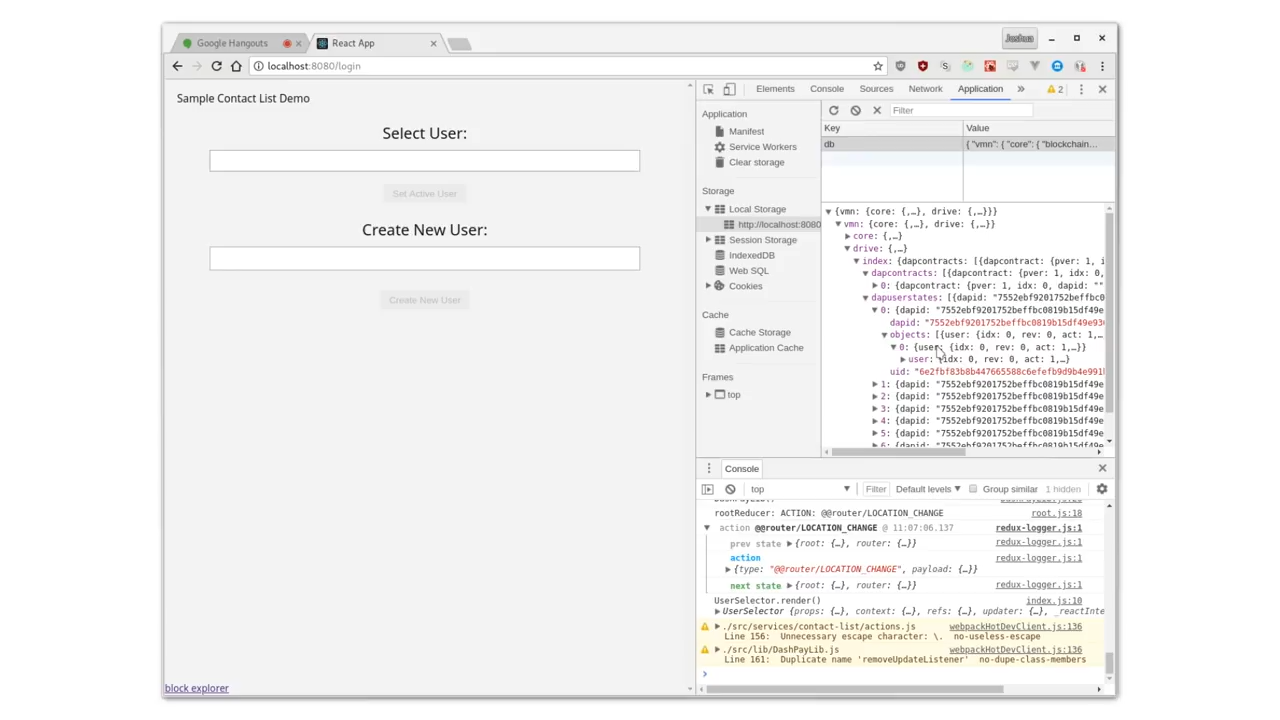 Google Hangouts
React App
Joshua
localhost:8080/login
Sample Contact List Demo
Select User:
Set Active User
Create New User:
Create New User
block explorer
Elements
Console
Sources
Network
Application
»
2
Application
Manifest
Service Workers
Clear storage
Storage
Local Storage
http://localhost:8080
Session Storage
IndexedDB
Web SQL
Cookies
Cache
Cache Storage
Application Cache
Frames
top
Filter
Key Value
db { "vmn": { "core": { "blockchain…
{vmn: {core: {,…}, drive: {,…}}}
vmn: {core: {,…}, drive: {,…}}
core: {,…}
drive: {,…}
index: {dapcontracts: [{dapcontract: {pver: 1, i
dapcontracts: [{dapcontract: {pver: 1, idx: 0,
0: {dapcontract: {pver: 1, idx: 0, dapid: ""
dapuserstates: [{dapid: "7552ebf9201752beffbc0
0: {dapid: "7552ebf9201752beffbc0819b15df49e
dapid: "7552ebf9201752beffbc0819b15df49e93
objects: [{user: {idx: 0, rev: 0, act: 1,…
0: {user: {idx: 0, rev: 0, act: 1,…}}
user: {idx: 0, rev: 0, act: 1,…}
uid: "6e2fbf83b8b447665588c6efefb9d9b4e991
1: {dapid: "7552ebf9201752beffbc0819b15df49e
2: {dapid: "7552ebf9201752beffbc0819b15df49e
3: {dapid: "7552ebf9201752beffbc0819b15df49e
4: {dapid: "7552ebf9201752beffbc0819b15df49e
5: {dapid: "7552ebf9201752beffbc0819b15df49e
6: {dapid: "7552ebf9201752beffbc0819b15df49e
Console
top
Filter
Default levels
Group similar
1 hidden
rootReducer: ACTION: @@router/LOCATION_CHANGE root.js:18
action @@router/LOCATION_CHANGE @ 11:07:06.137 redux-logger.js:1
prev state {root: {…}, router: {…}} redux-logger.js:1
action redux-logger.js:1
{type: "@@router/LOCATION_CHANGE", payload: {…}}
next state {root: {…}, router: {…}} redux-logger.js:1
UserSelector.render() index.js:10
UserSelector {props: {…}, context: {…}, refs: {…}, updater: {…}, _reactInte
./src/services/contact-list/actions.js webpackHotDevClient.js:136
Line 156: Unnecessary escape character: \. no-useless-escape
./src/lib/DashPayLib.js webpackHotDevClient.js:136
Line 161: Duplicate name 'removeUpdateListener' no-dupe-class-members